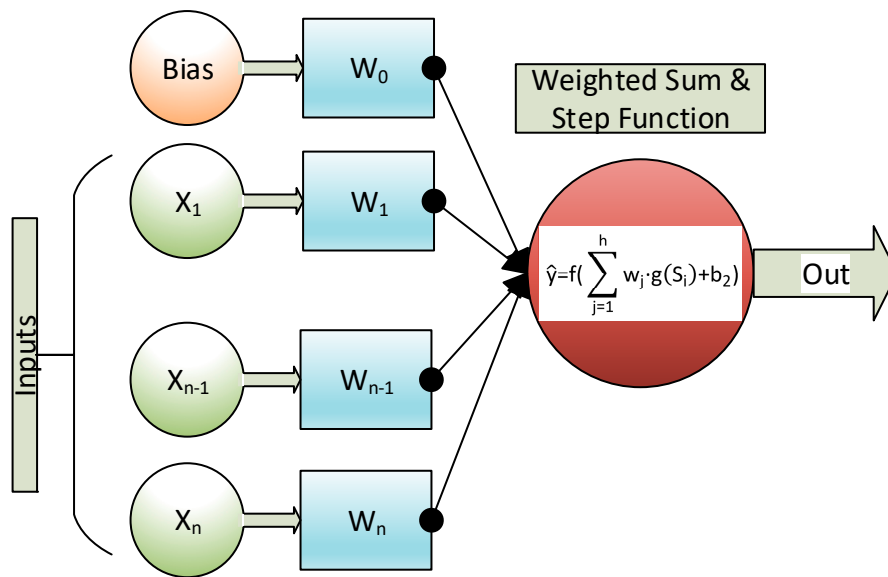 Bias
W₀
Weighted Sum &
Step Function
Inputs
X₁
W₁
ŷ=f( ∑ⱼ₌₁ʰ wⱼ·g(Sᵢ)+b₂)
Out
Xₙ₋₁
Wₙ₋₁
Xₙ
Wₙ